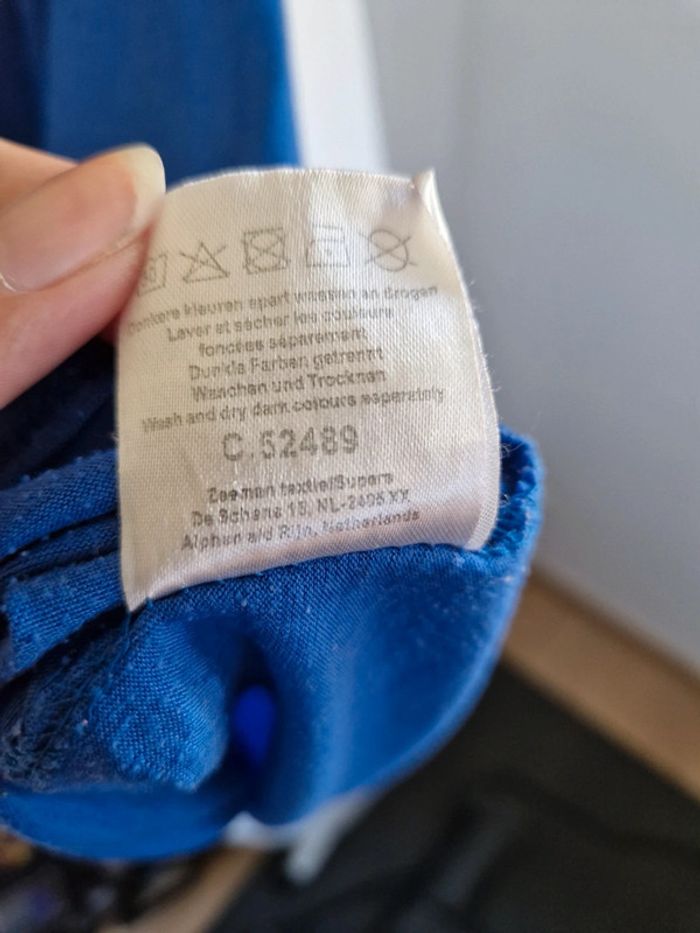 Donkere kleuren apart wassen en drogen
Laver et sécher les couleurs
foncées séparement
Dunkle Farben getrennt
Waschen und Trocknen
Wash and dry dark colours separately
C.52489
Zeeman textielSupers
De Schans 15, NL-2405 XX
Alphen a/d Rijn, Netherlands